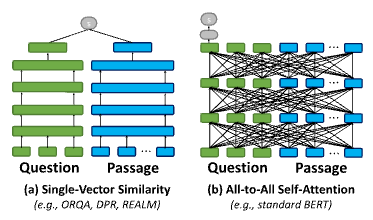 s
s
Question Passage
Question Passage
(a) Single-Vector Similarity
(e.g., ORQA, DPR, REALM)
(b) All-to-All Self-Attention
(e.g., standard BERT)